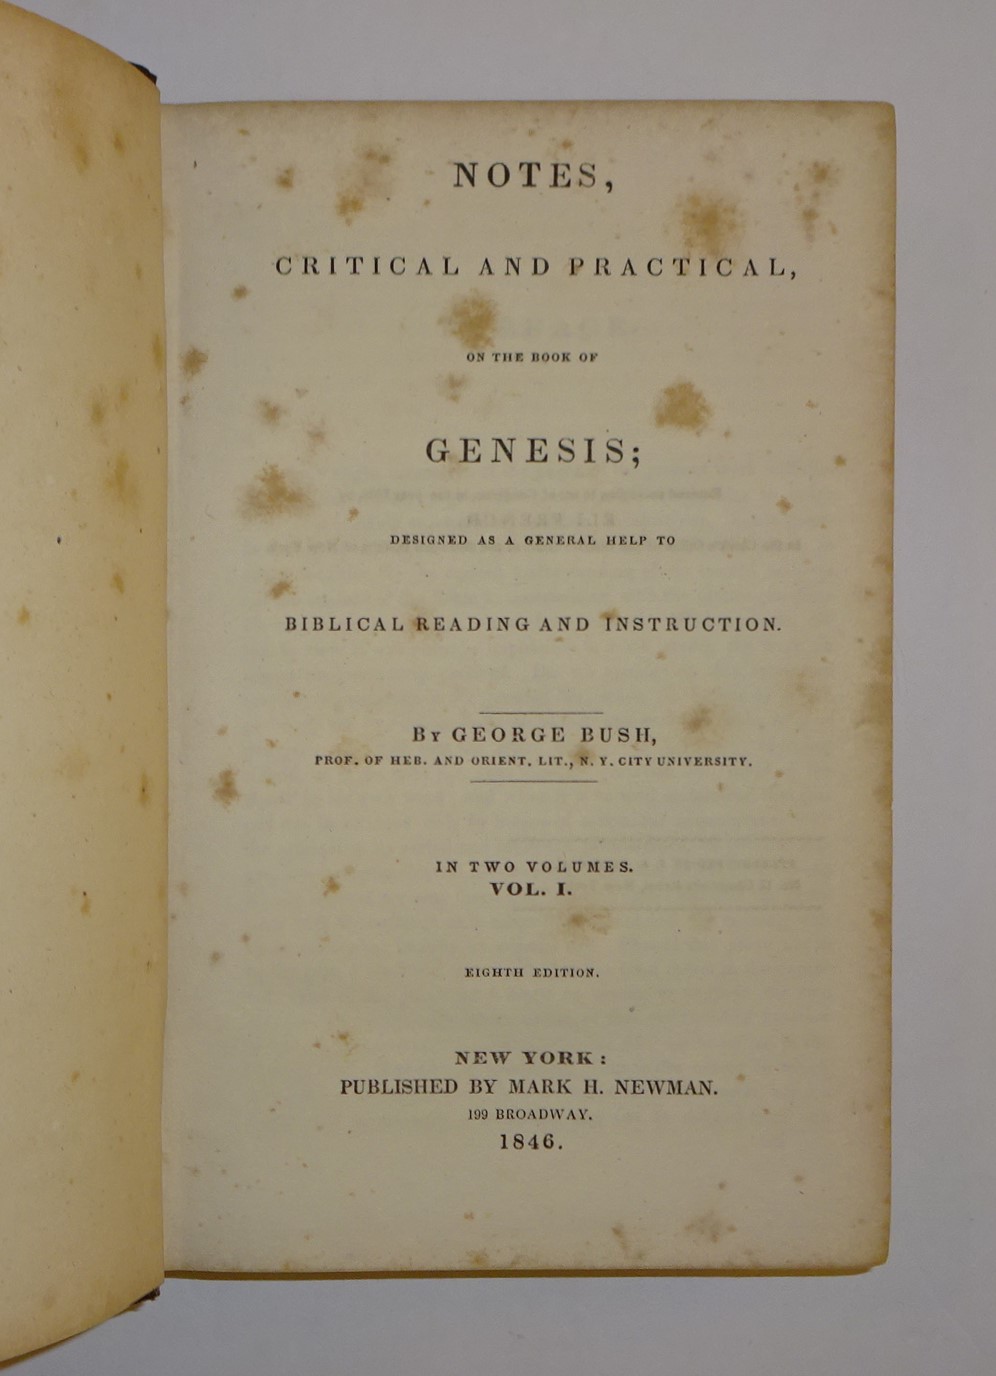 NOTES,
CRITICAL AND PRACTICAL,
ON THE BOOK OF
GENESIS;
DESIGNED AS A GENERAL HELP TO
BIBLICAL READING AND INSTRUCTION.
BY GEORGE BUSH,
PROF. OF HEB. AND ORIENT. LIT., N. Y. CITY UNIVERSITY.
IN TWO VOLUMES.
VOL. I.
EIGHTH EDITION.
NEW YORK:
PUBLISHED BY MARK H. NEWMAN.
199 BROADWAY.
1846.